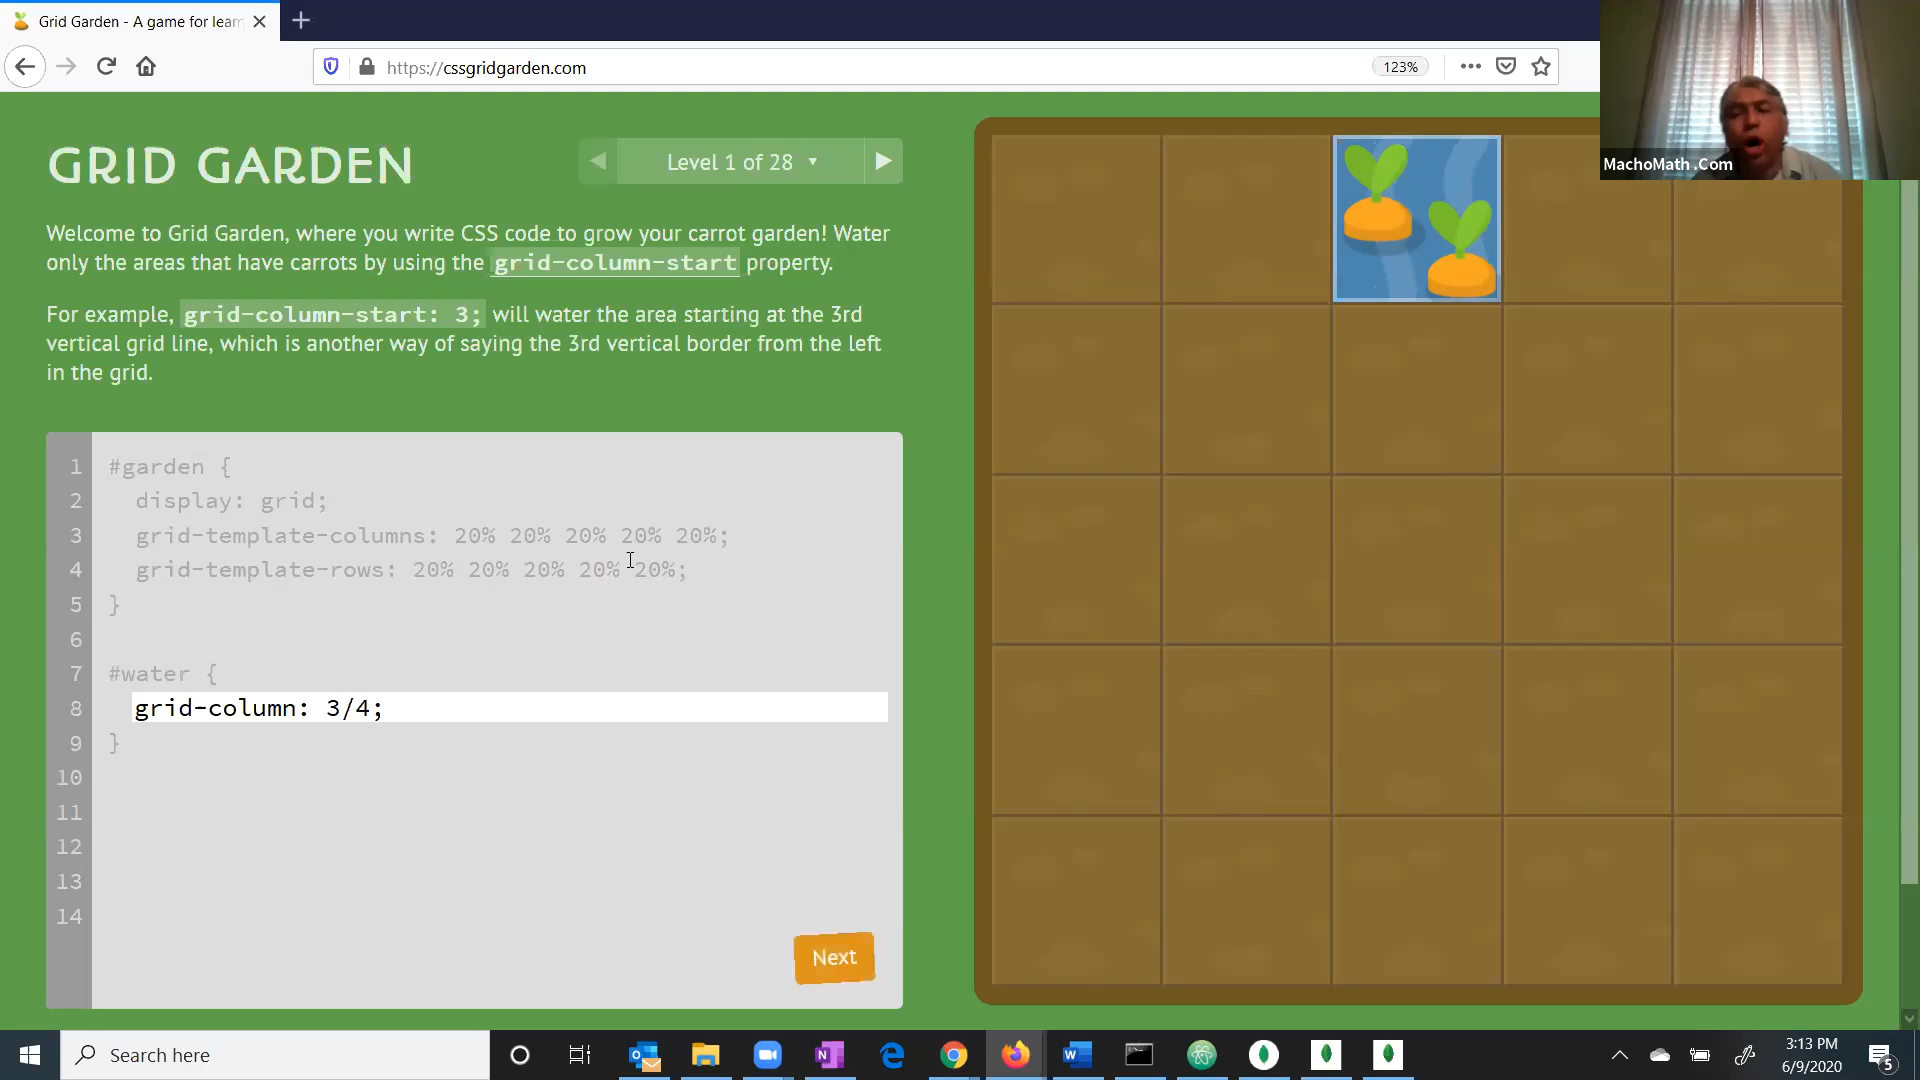 Grid Garden - A game for lear
https://cssgridgarden.com
123%
MachoMath .Com
GRID GARDEN
Level 1 of 28
Welcome to Grid Garden, where you write CSS code to grow your carrot garden! Water
only the areas that have carrots by using the grid-column-start property.
For example, grid-column-start: 3; will water the area starting at the 3rd
vertical grid line, which is another way of saying the 3rd vertical border from the left
in the grid.
1 #garden {
2 display: grid;
3 grid-template-columns: 20% 20% 20% 20% 20%;
4 grid-template-rows: 20% 20% 20% 20% 20%;
5 }
6
7 #water {
8 grid-column: 3/4;
9 }
10
11
12
13
14
Next
Search here
3:13 PM
6/9/2020
5